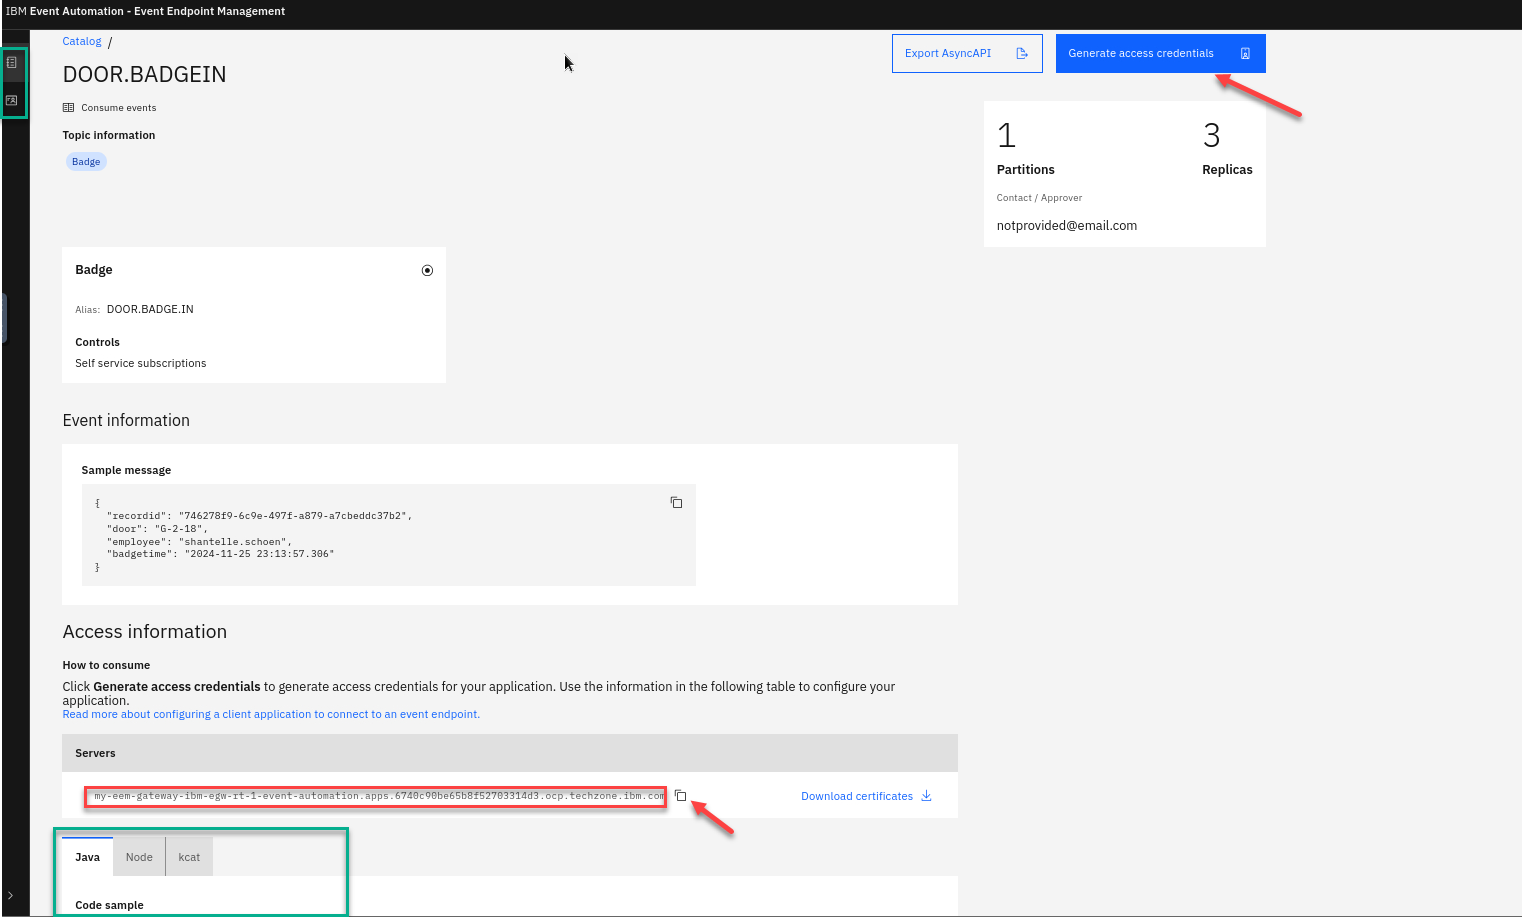 IBM Event Automation - Event Endpoint Management
Catalog /
Export AsyncAPI
Generate access credentials
DOOR.BADGEIN
Consume events
Topic information
Badge
1
3
Partitions
Replicas
Contact / Approver
notprovided@email.com
Badge
Alias: DOOR.BADGE.IN
Controls
Self service subscriptions
Event information
Sample message
{
"recordid": "746278f9-6c9e-497f-a879-a7cbeddc37b2",
"door": "G-2-18",
"employee": "shantelle.schoen",
"badgetime": "2024-11-25 23:13:57.306"
}
Access information
How to consume
Click Generate access credentials to generate access credentials for your application. Use the information in the following table to configure your
application.
Read more about configuring a client application to connect to an event endpoint.
Servers
my-eem-gateway-ibm-egw-rt-1-event-automation.apps.6740c90be65b8f52703314d3.ocp.techzone.ibm.com
Download certificates
Java
Node
kcat
Code sample